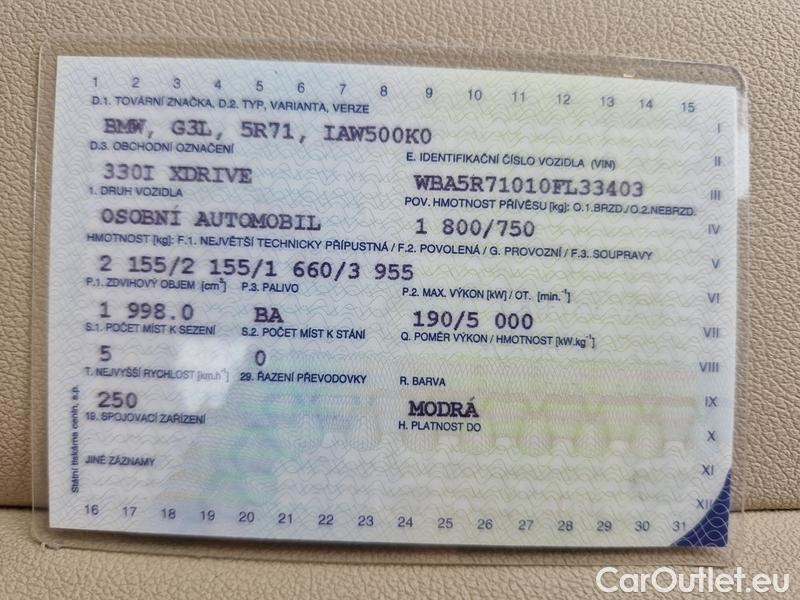 1 2 3 4 5 6 7 8 9 10 11 12 13 14 15
D.1. TOVÁRNÍ ZNAČKA, D.2. TYP, VARIANTA, VERZE
I
BMW, G3L, 5R71, IAW500K0
D.3. OBCHODNÍ OZNAČENÍ
E. IDENTIFIKAČNÍ ČÍSLO VOZIDLA (VIN)
II
330I XDRIVE
WBA5R71010FL33403
III
1. DRUH VOZIDLA
POV. HMOTNOST PŘÍVĚSU [kg]: O.1.BRZD./O.2.NEBRZD.
OSOBNÍ AUTOMOBIL
1 800/750
IV
HMOTNOST [kg]: F.1. NEJVĚTŠÍ TECHNICKY PŘÍPUSTNÁ / F.2. POVOLENÁ / G. PROVOZNÍ / F.3. SOUPRAVY
2 155/2 155/1 660/3 955
V
P.1. ZDVIHOVÝ OBJEM [cm³]
P.3. PALIVO
P.2. MAX. VÝKON [kW] / OT. [min.⁻¹]
VI
1 998.0
BA
190/5 000
VII
S.1. POČET MÍST K SEZENÍ
S.2. POČET MÍST K STÁNÍ
Q. POMĚR VÝKON / HMOTNOST [kW.kg⁻¹]
5
0
VIII
T. NEJVYŠŠÍ RYCHLOST [km.h⁻¹]
29. ŘAZENÍ PŘEVODOVKY
R. BARVA
250
MODRÁ
IX
19. SPOJOVACÍ ZAŘÍZENÍ
H. PLATNOST DO
X
JINÉ ZÁZNAMY
XI
XII
Státní tiskárna cenin, s.p.
16 17 18 19 20 21 22 23 24 25 26 27 28 29 30 31
CarOutlet.eu